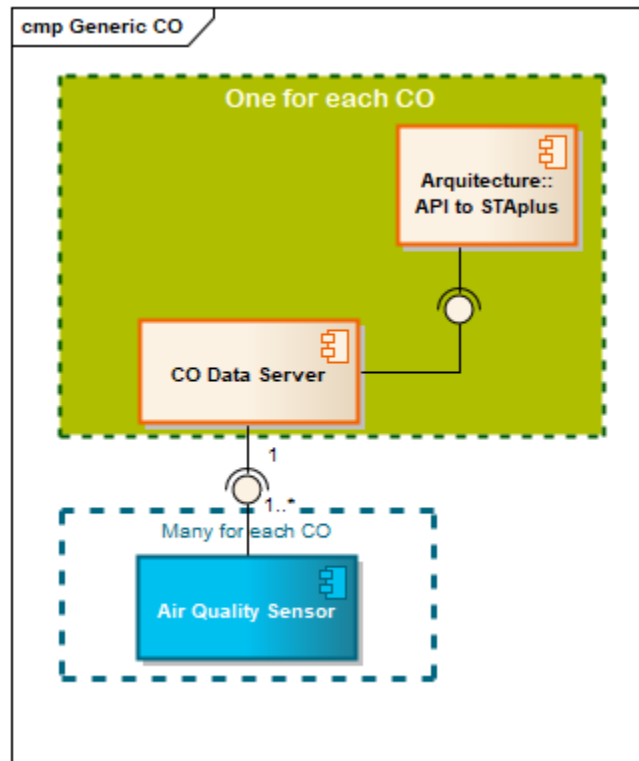 cmp Generic CO
One for each CO
Arquitecture::
API to STAplus
CO Data Server
1
1..*
Many for each CO
Air Quality Sensor